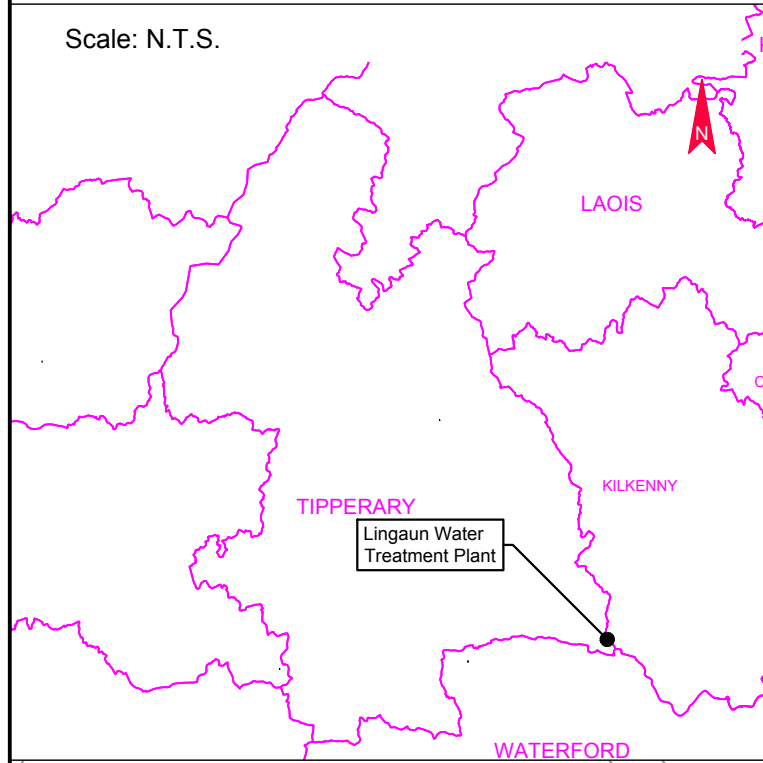 Scale: N.T.S.
N
LAOIS
KILKENNY
TIPPERARY
Lingaun Water
Treatment Plant
WATERFORD